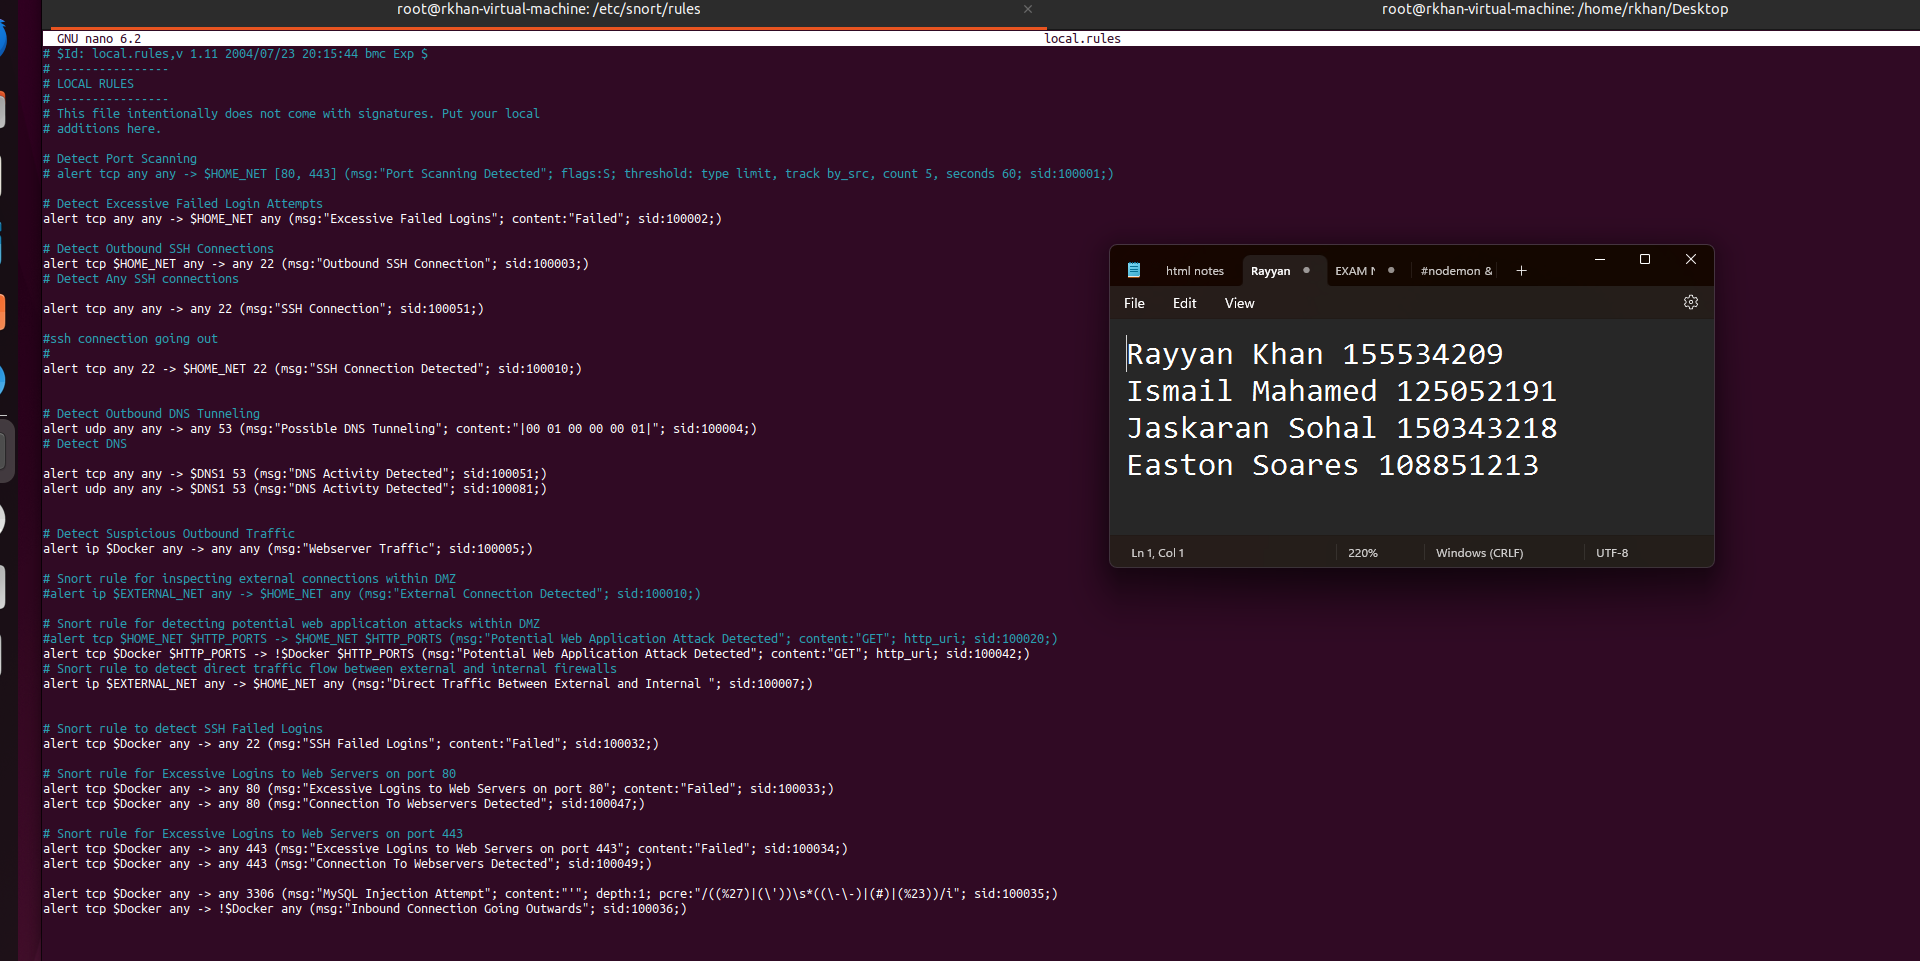 root@rkhan-virtual-machine: /etc/snort/rules
root@rkhan-virtual-machine: /home/rkhan/Desktop
GNU nano 6.2 local.rules
# $Id: local.rules,v 1.11 2004/07/23 20:15:44 bmc Exp $
# ----------------
# LOCAL RULES
# ----------------
# This file intentionally does not come with signatures. Put your local
# additions here.
# Detect Port Scanning
# alert tcp any any -> $HOME_NET [80, 443] (msg:"Port Scanning Detected"; flags:S; threshold: type limit, track by_src, count 5, seconds 60; sid:100001;)
# Detect Excessive Failed Login Attempts
alert tcp any any -> $HOME_NET any (msg:"Excessive Failed Logins"; content:"Failed"; sid:100002;)
# Detect Outbound SSH Connections
alert tcp $HOME_NET any -> any 22 (msg:"Outbound SSH Connection"; sid:100003;)
# Detect Any SSH connections
alert tcp any any -> any 22 (msg:"SSH Connection"; sid:100051;)
#ssh connection going out
#
alert tcp any 22 -> $HOME_NET 22 (msg:"SSH Connection Detected"; sid:100010;)
# Detect Outbound DNS Tunneling
alert udp any any -> any 53 (msg:"Possible DNS Tunneling"; content:"|00 01 00 00 00 01|"; sid:100004;)
# Detect DNS
alert tcp any any -> $DNS1 53 (msg:"DNS Activity Detected"; sid:100051;)
alert udp any any -> $DNS1 53 (msg:"DNS Activity Detected"; sid:100081;)
# Detect Suspicious Outbound Traffic
alert ip $Docker any -> any any (msg:"Webserver Traffic"; sid:100005;)
# Snort rule for inspecting external connections within DMZ
#alert ip $EXTERNAL_NET any -> $HOME_NET any (msg:"External Connection Detected"; sid:100010;)
# Snort rule for detecting potential web application attacks within DMZ
#alert tcp $HOME_NET $HTTP_PORTS -> $HOME_NET $HTTP_PORTS (msg:"Potential Web Application Attack Detected"; content:"GET"; http_uri; sid:100020;)
alert tcp $Docker $HTTP_PORTS -> !$Docker $HTTP_PORTS (msg:"Potential Web Application Attack Detected"; content:"GET"; http_uri; sid:100042;)
# Snort rule to detect direct traffic flow between external and internal firewalls
alert ip $EXTERNAL_NET any -> $HOME_NET any (msg:"Direct Traffic Between External and Internal "; sid:100007;)
# Snort rule to detect SSH Failed Logins
alert tcp $Docker any -> any 22 (msg:"SSH Failed Logins"; content:"Failed"; sid:100032;)
# Snort rule for Excessive Logins to Web Servers on port 80
alert tcp $Docker any -> any 80 (msg:"Excessive Logins to Web Servers on port 80"; content:"Failed"; sid:100033;)
alert tcp $Docker any -> any 80 (msg:"Connection To Webservers Detected"; sid:100047;)
# Snort rule for Excessive Logins to Web Servers on port 443
alert tcp $Docker any -> any 443 (msg:"Excessive Logins to Web Servers on port 443"; content:"Failed"; sid:100034;)
alert tcp $Docker any -> any 443 (msg:"Connection To Webservers Detected"; sid:100049;)
alert tcp $Docker any -> any 3306 (msg:"MySQL Injection Attempt"; content:"'"; depth:1; pcre:"/((%27)|(\'))\s*((\-\-)|(#)|(%23))/i"; sid:100035;)
alert tcp $Docker any -> !$Docker any (msg:"Inbound Connection Going Outwards"; sid:100036;)
html notes
Rayyan
EXAM
#nodemon &
File Edit View
Rayyan Khan 155534209
Ismail Mahamed 125052191
Jaskaran Sohal 150343218
Easton Soares 108851213
Ln 1, Col 1 220% Windows (CRLF) UTF-8